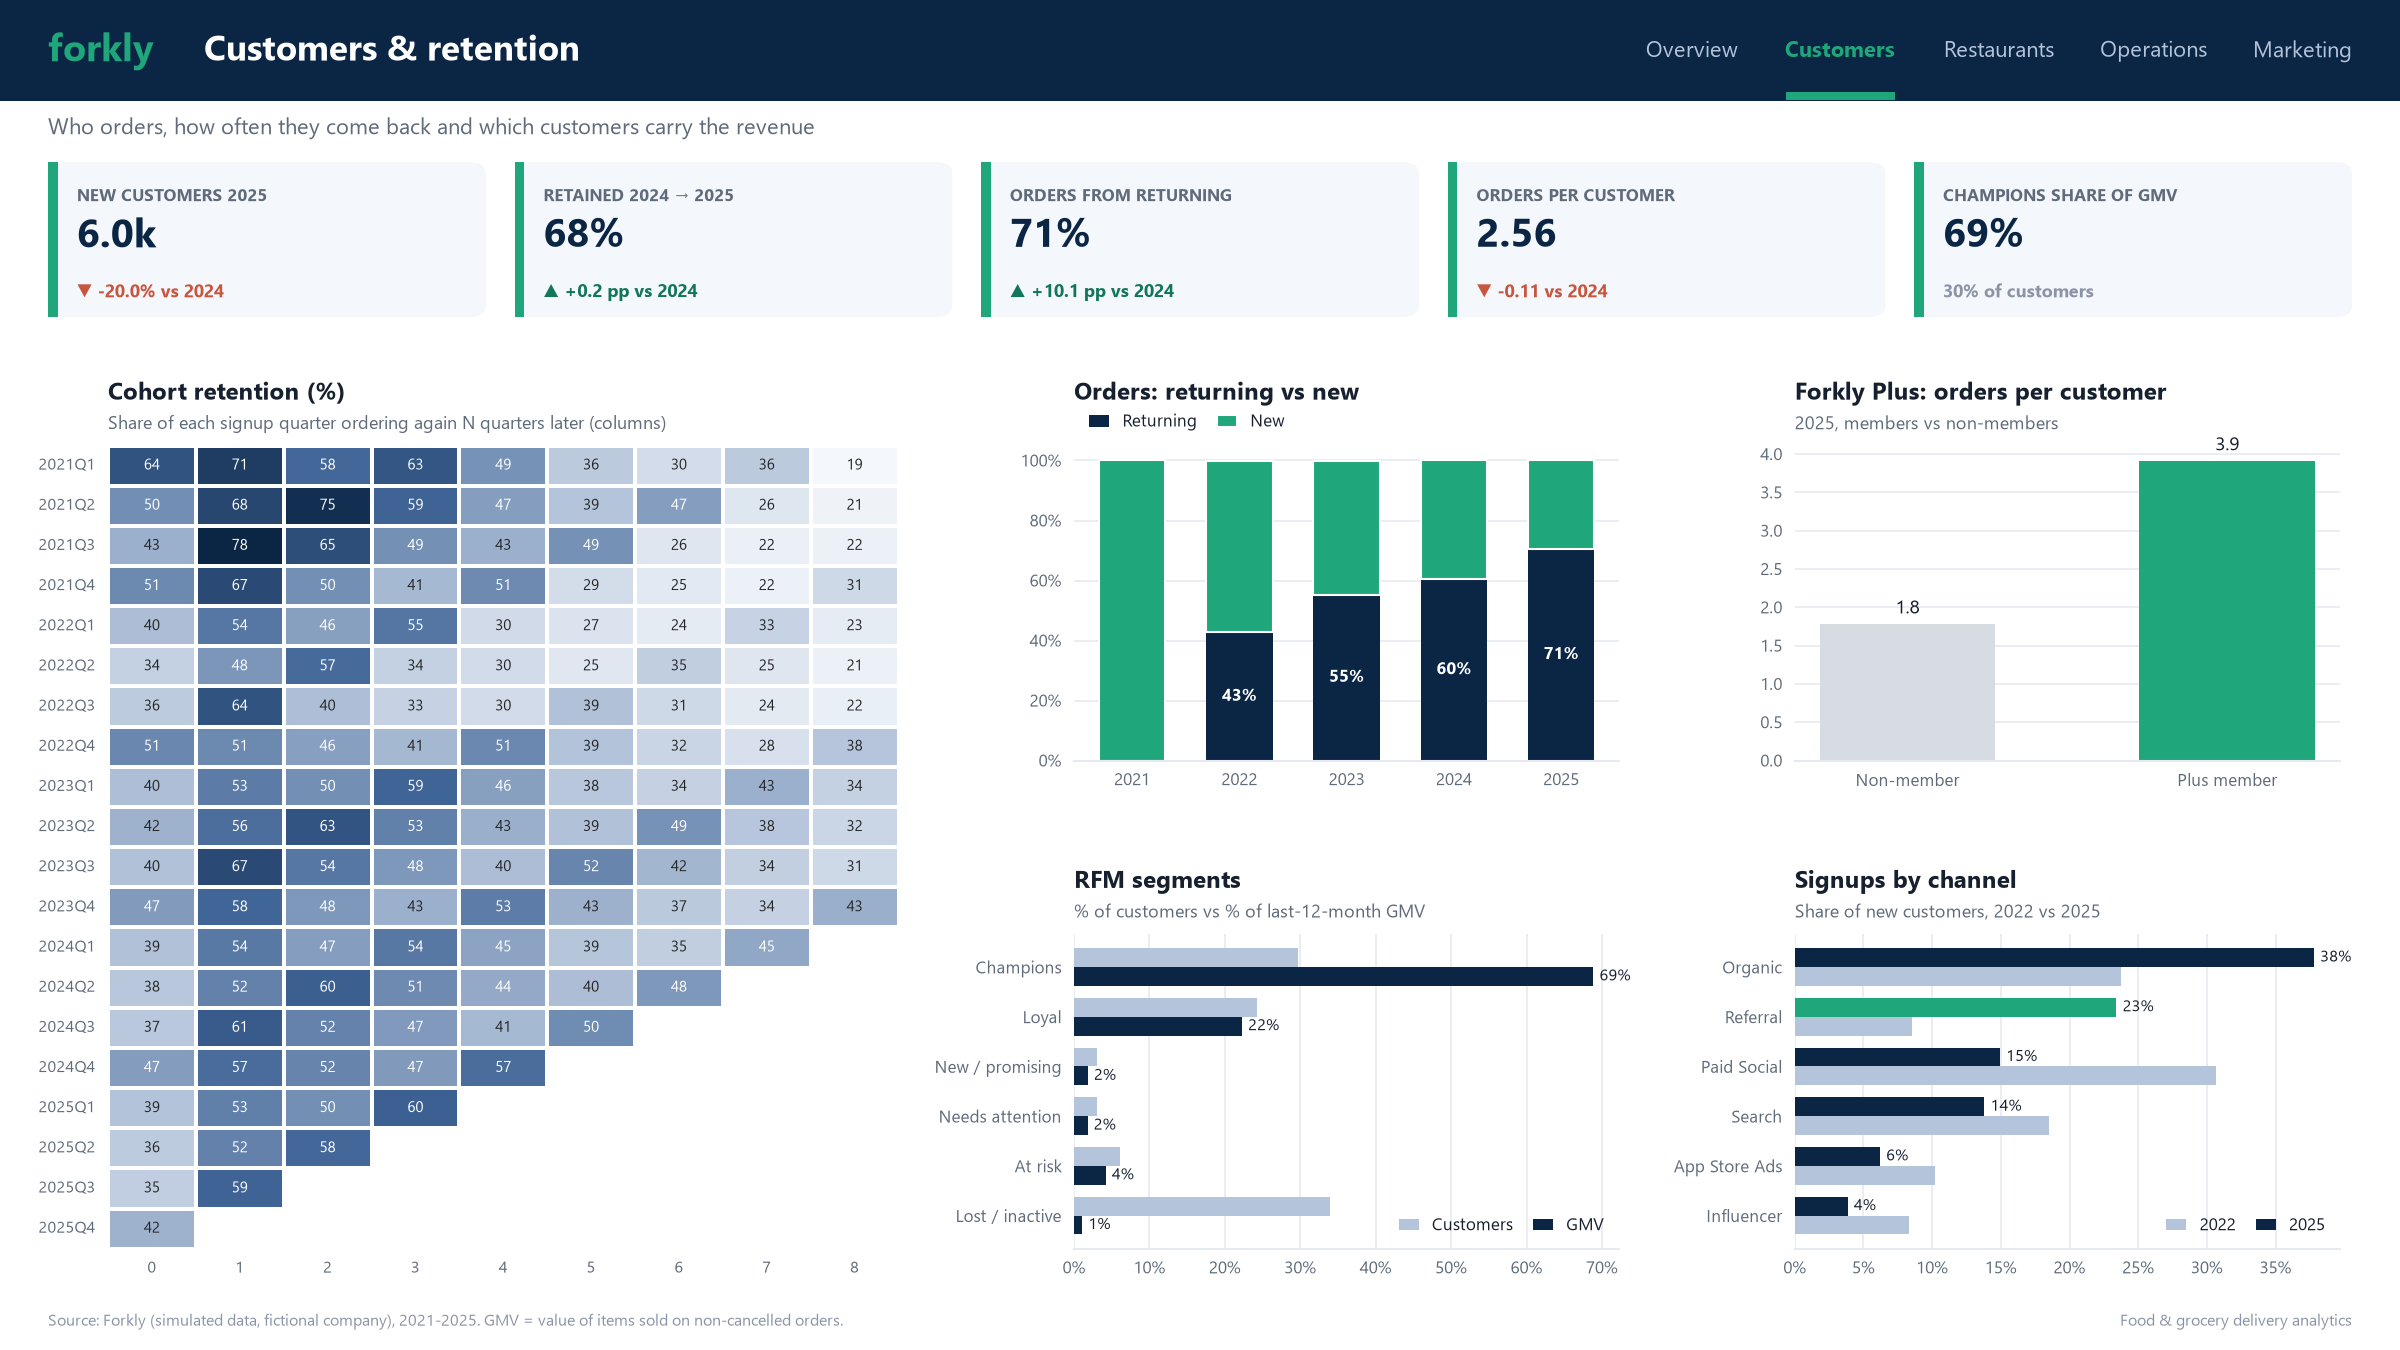 forkly
Customers & retention
Overview Customers Restaurants Operations Marketing
Who orders, how often they come back and which customers carry the revenue
NEW CUSTOMERS 2025
6.0k
▼ -20.0% vs 2024
RETAINED 2024 → 2025
68%
▲ +0.2 pp vs 2024
ORDERS FROM RETURNING
71%
▲ +10.1 pp vs 2024
ORDERS PER CUSTOMER
2.56
▼ -0.11 vs 2024
CHAMPIONS SHARE OF GMV
69%
30% of customers
Cohort retention (%)
Share of each signup quarter ordering again N quarters later (columns)
2021Q1 64 71 58 63 49 36 30 36 19
2021Q2 50 68 75 59 47 39 47 26 21
2021Q3 43 78 65 49 43 49 26 22 22
2021Q4 51 67 50 41 51 29 25 22 31
2022Q1 40 54 46 55 30 27 24 33 23
2022Q2 34 48 57 34 30 25 35 25 21
2022Q3 36 64 40 33 30 39 31 24 22
2022Q4 51 51 46 41 51 39 32 28 38
2023Q1 40 53 50 59 46 38 34 43 34
2023Q2 42 56 63 53 43 39 49 38 32
2023Q3 40 67 54 48 40 52 42 34 31
2023Q4 47 58 48 43 53 43 37 34 43
2024Q1 39 54 47 54 45 39 35 45
2024Q2 38 52 60 51 44 40 48
2024Q3 37 61 52 47 41 50
2024Q4 47 57 52 47 57
2025Q1 39 53 50 60
2025Q2 36 52 58
2025Q3 35 59
2025Q4 42
0 1 2 3 4 5 6 7 8
Orders: returning vs new
Returning New
100%
80%
60%
40%
20%
0%
43% 55% 60% 71%
2021 2022 2023 2024 2025
Forkly Plus: orders per customer
2025, members vs non-members
4.0
3.5
3.0
2.5
2.0
1.5
1.0
0.5
0.0
1.8 3.9
Non-member Plus member
RFM segments
% of customers vs % of last-12-month GMV
Champions 69%
Loyal 22%
New / promising 2%
Needs attention 2%
At risk 4%
Lost / inactive 1%
Customers GMV
0% 10% 20% 30% 40% 50% 60% 70%
Signups by channel
Share of new customers, 2022 vs 2025
Organic 38%
Referral 23%
Paid Social 15%
Search 14%
App Store Ads 6%
Influencer 4%
2022 2025
0% 5% 10% 15% 20% 25% 30% 35%
Source: Forkly (simulated data, fictional company), 2021-2025. GMV = value of items sold on non-cancelled orders.
Food & grocery delivery analytics